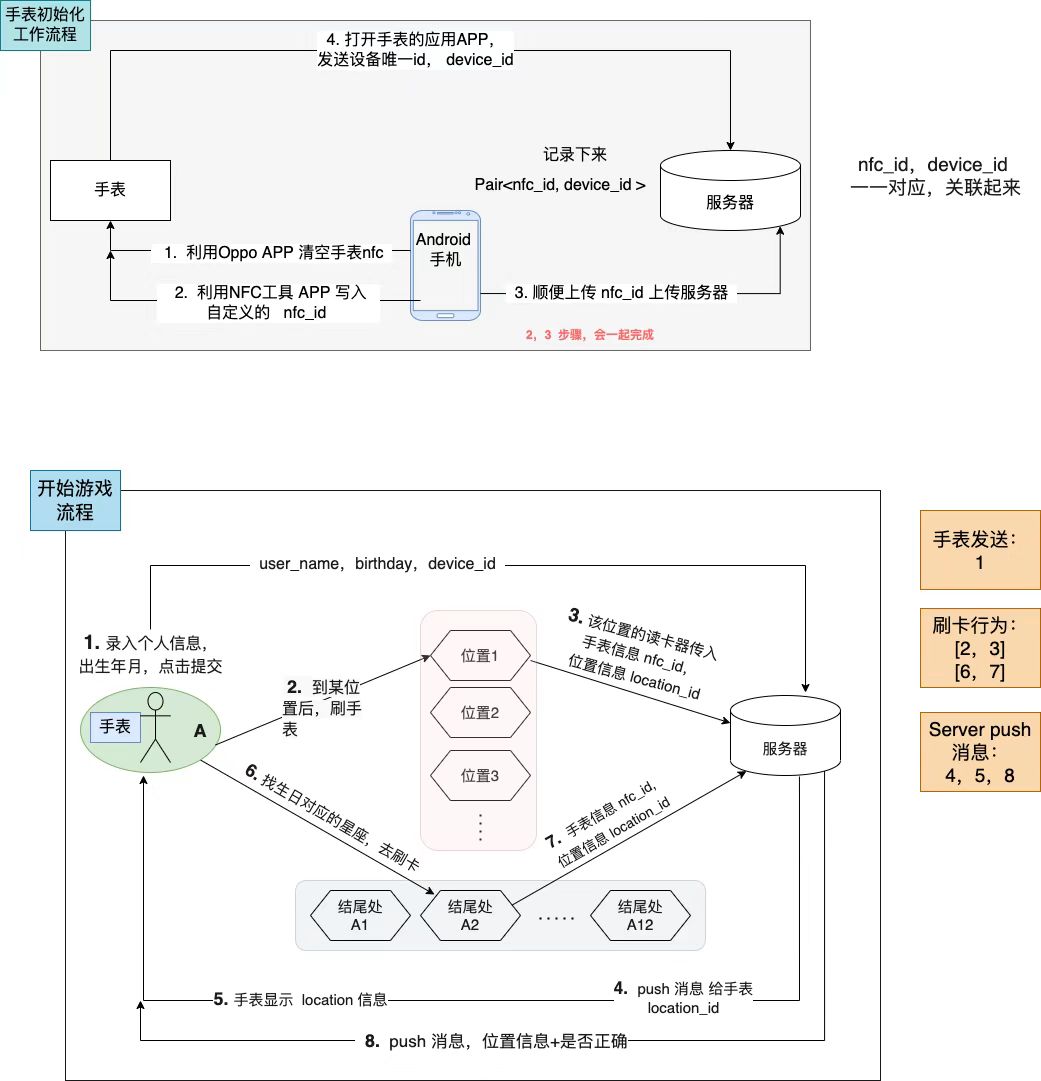 手表初始化
工作流程
4. 打开手表的应用APP，
发送设备唯一id， device_id
手表
记录下来
Pair<nfc_id, device_id >
服务器
nfc_id，device_id
一一对应，关联起来
Android
手机
1. 利用Oppo APP 清空手表nfc
2. 利用NFC工具 APP 写入
自定义的 nfc_id
3. 顺便上传 nfc_id 上传服务器
2，3 步骤，会一起完成
开始游戏
流程
user_name，birthday，device_id
1. 录入个人信息，
出生年月，点击提交
手表
A
2. 到某位
置后，刷手
表
位置1
位置2
位置3
3. 该位置的读卡器传入
手表信息 nfc_id,
位置信息 location_id
服务器
6. 找生日对应的星座，去刷卡
7. 手表信息 nfc_id,
位置信息 location_id
结尾处
A1
结尾处
A2
·····
结尾处
A12
5. 手表显示 location 信息
4. push 消息 给手表
location_id
8. push 消息，位置信息+是否正确
手表发送：
1
刷卡行为：
[2，3]
[6，7]
Server push
消息：
4，5，8